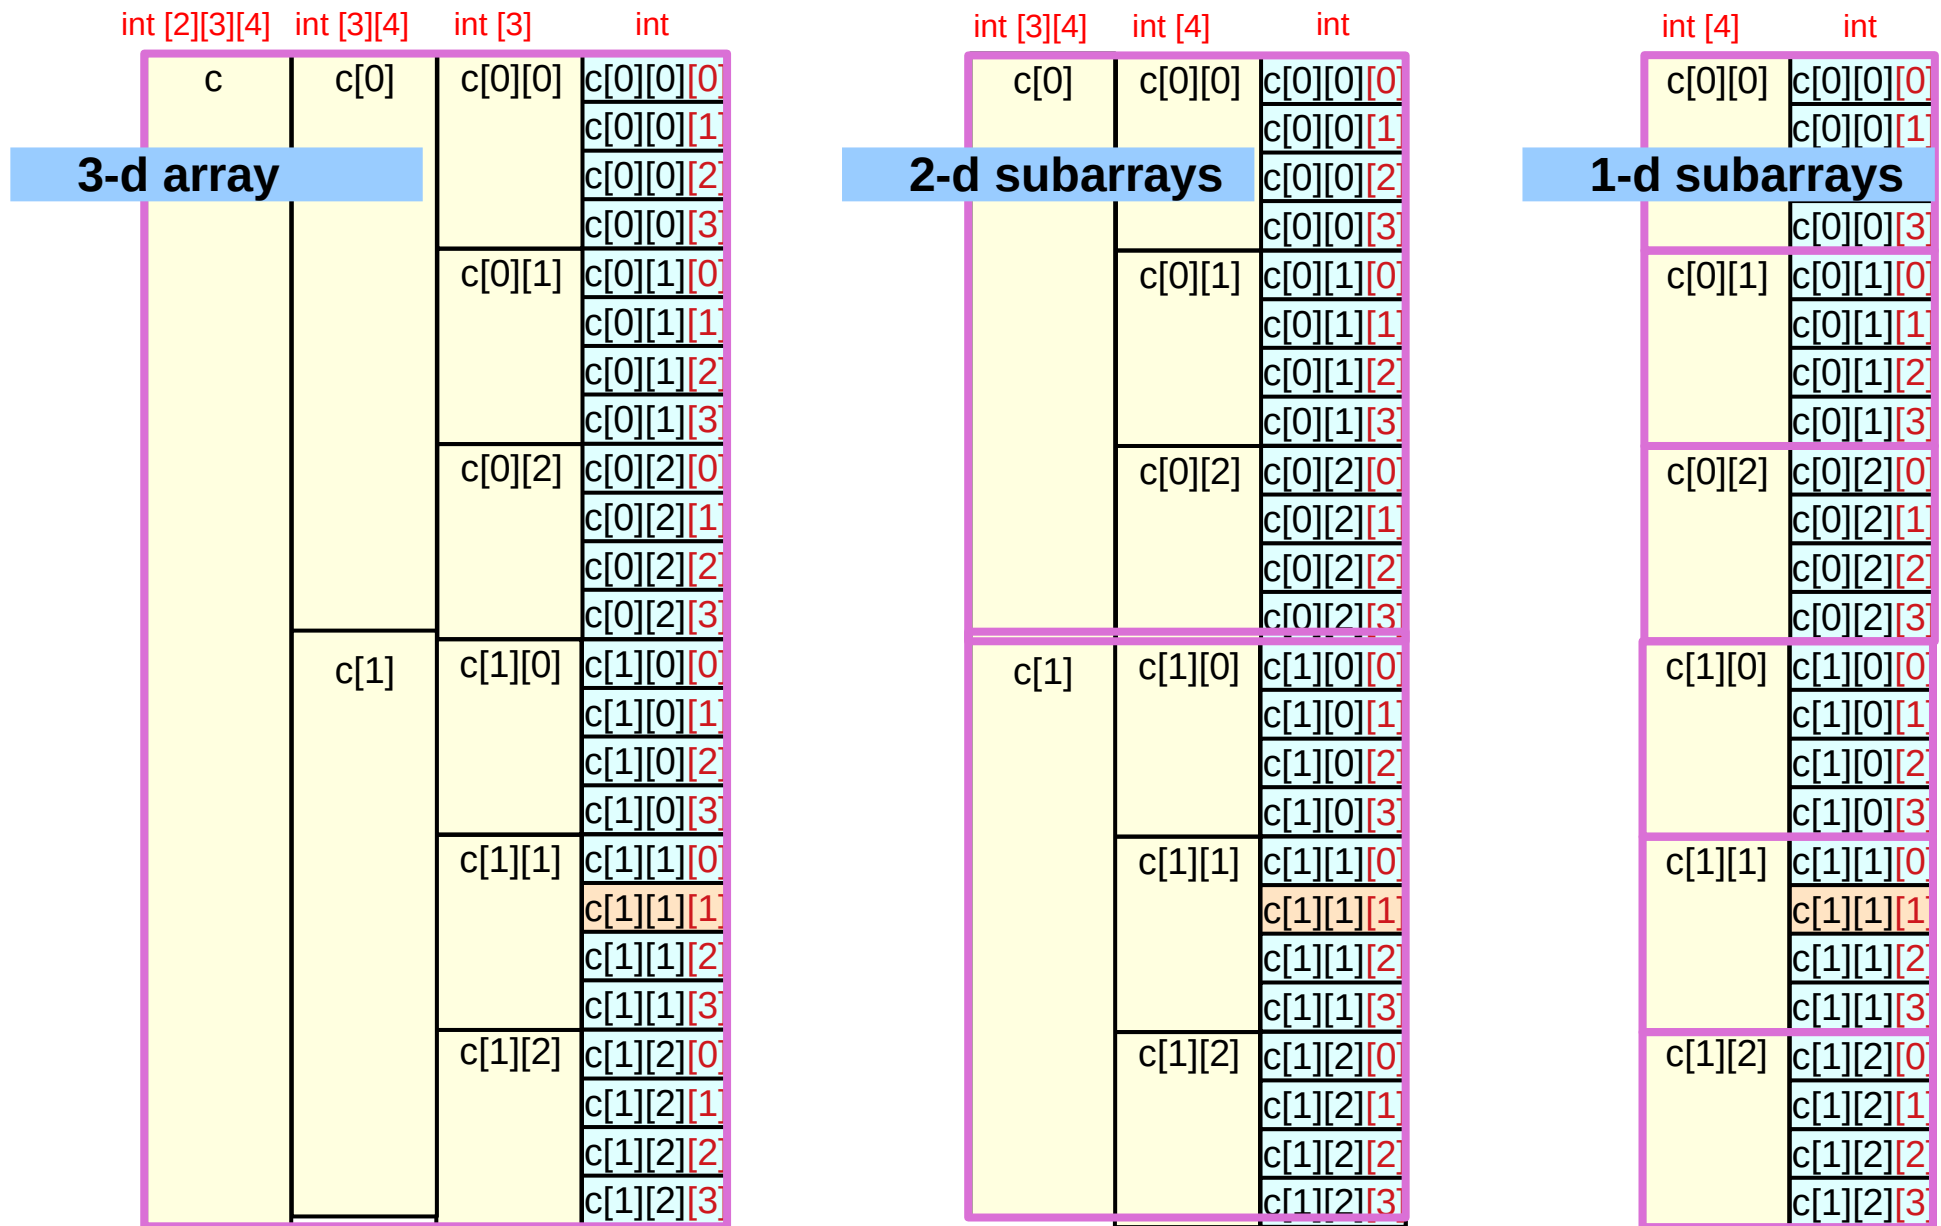 int [2][3][4] int [3][4] int [3] int
c c[0] c[0][0] c[0][0][0]
c[0][0][1]
3-d array c[0][0][2]
c[0][0][3]
c[0][1] c[0][1][0]
c[0][1][1]
c[0][1][2]
c[0][1][3]
c[0][2] c[0][2][0]
c[0][2][1]
c[0][2][2]
c[0][2][3]
c[1] c[1][0] c[1][0][0]
c[1][0][1]
c[1][0][2]
c[1][0][3]
c[1][1] c[1][1][0]
c[1][1][1]
c[1][1][2]
c[1][1][3]
c[1][2] c[1][2][0]
c[1][2][1]
c[1][2][2]
c[1][2][3]
int [3][4] int [4] int
c[0] c[0][0] c[0][0][0]
c[0][0][1]
2-d subarrays c[0][0][2]
c[0][0][3]
c[0][1] c[0][1][0]
c[0][1][1]
c[0][1][2]
c[0][1][3]
c[0][2] c[0][2][0]
c[0][2][1]
c[0][2][2]
c[0][2][3]
c[1] c[1][0] c[1][0][0]
c[1][0][1]
c[1][0][2]
c[1][0][3]
c[1][1] c[1][1][0]
c[1][1][1]
c[1][1][2]
c[1][1][3]
c[1][2] c[1][2][0]
c[1][2][1]
c[1][2][2]
c[1][2][3]
int [4] int
c[0][0] c[0][0][0]
c[0][0][1]
1-d subarrays
c[0][0][3]
c[0][1] c[0][1][0]
c[0][1][1]
c[0][1][2]
c[0][1][3]
c[0][2] c[0][2][0]
c[0][2][1]
c[0][2][2]
c[0][2][3]
c[1][0] c[1][0][0]
c[1][0][1]
c[1][0][2]
c[1][0][3]
c[1][1] c[1][1][0]
c[1][1][1]
c[1][1][2]
c[1][1][3]
c[1][2] c[1][2][0]
c[1][2][1]
c[1][2][2]
c[1][2][3]